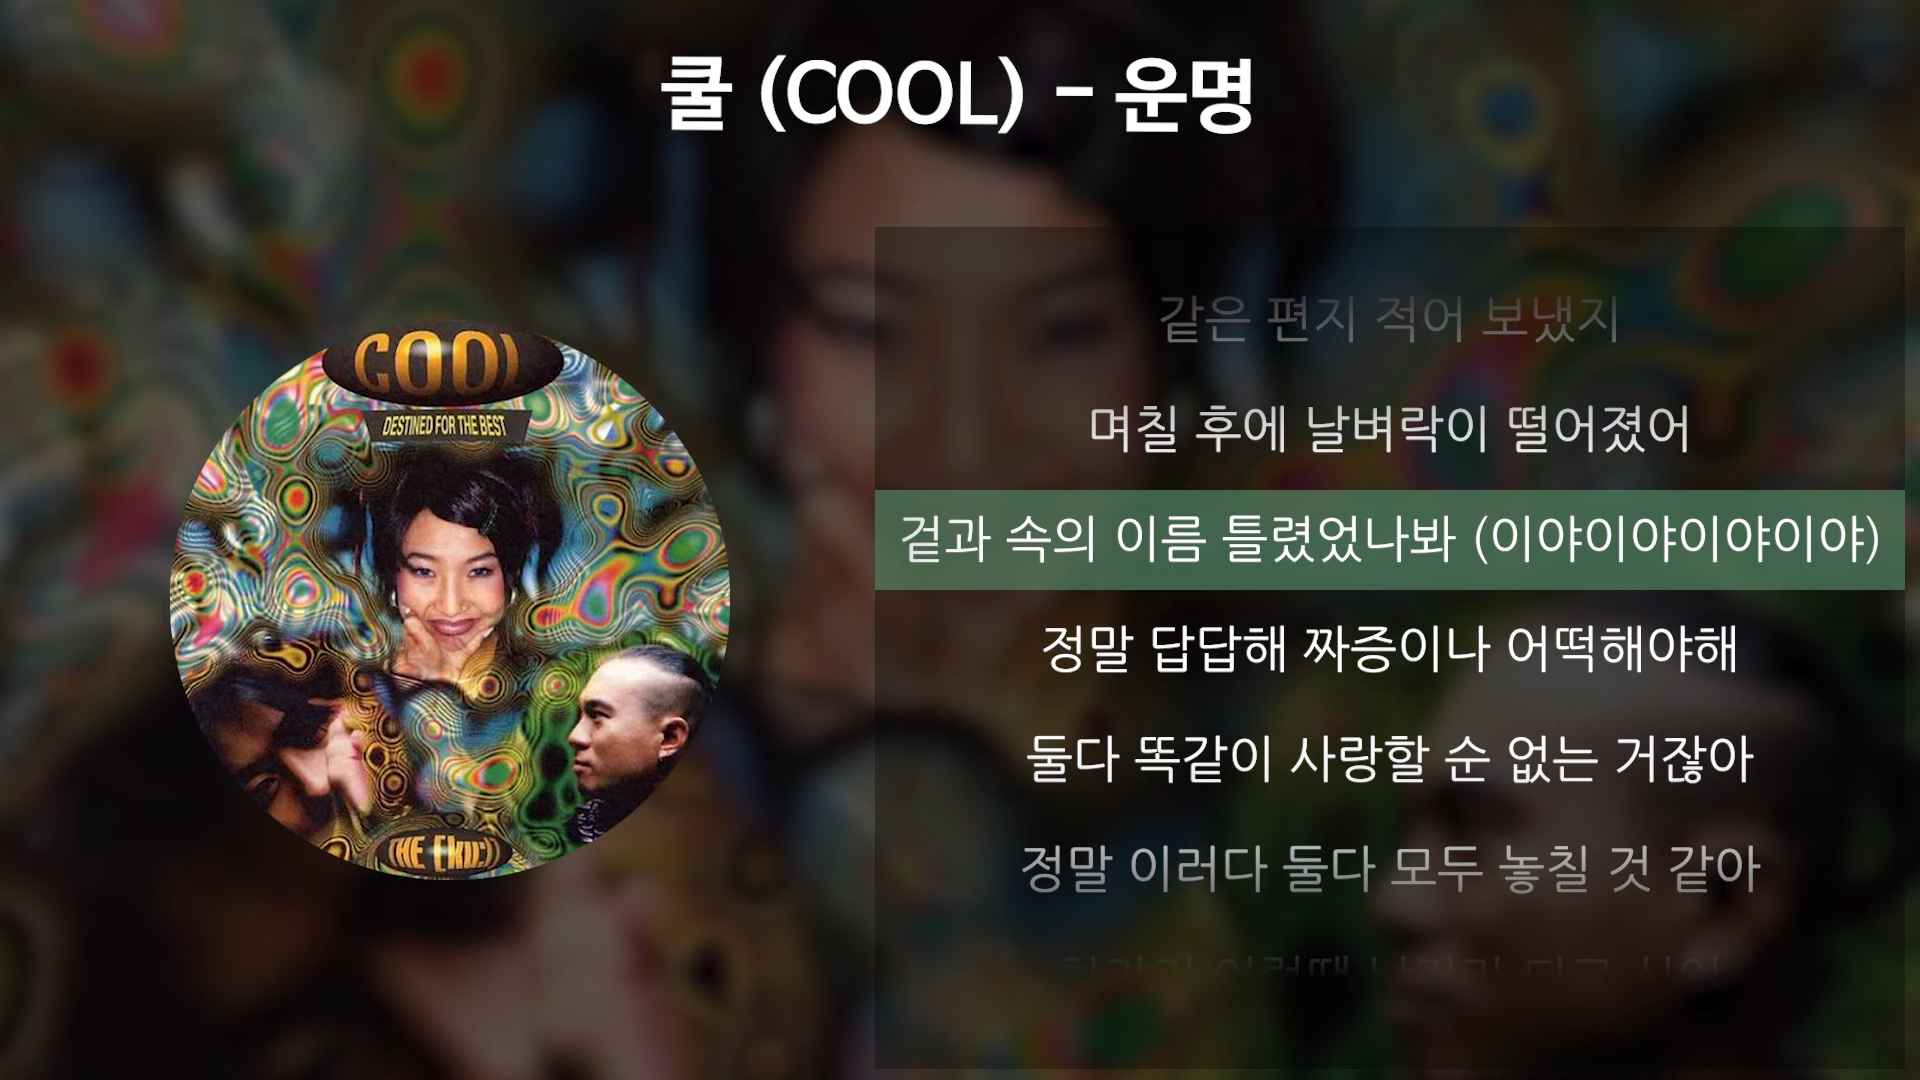 쿨 (COOL) - 운명
COOL
DESTINED FOR THE BEST
같은 편지 적어 보냈지
며칠 후에 날벼락이 떨어졌어
겉과 속의 이름 틀렸었나봐 (이야이야이야이야)
정말 답답해 짜증이나 어떡해야해
둘다 똑같이 사랑할 순 없는 거잖아
정말 이러다 둘다 모두 놓칠 것 같아